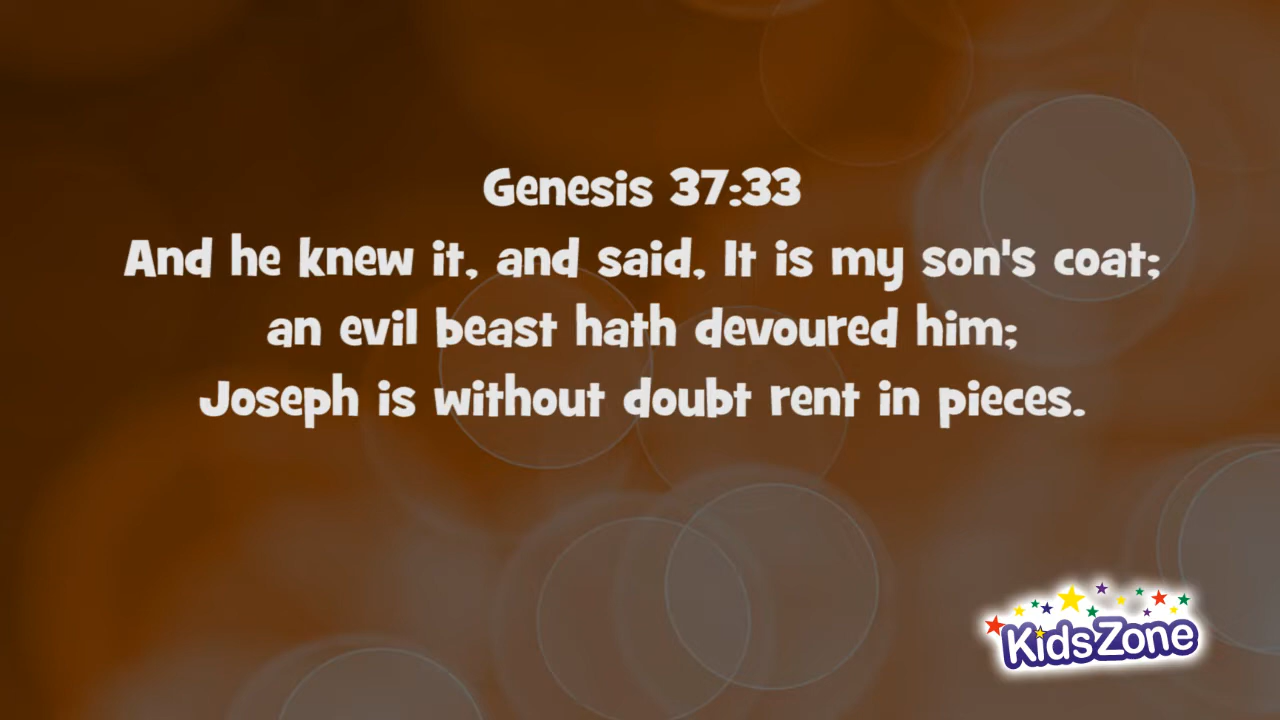 Genesis 37:33
And he knew it, and said, It is my son's coat;
an evil beast hath devoured him;
Joseph is without doubt rent in pieces.
KidsZone